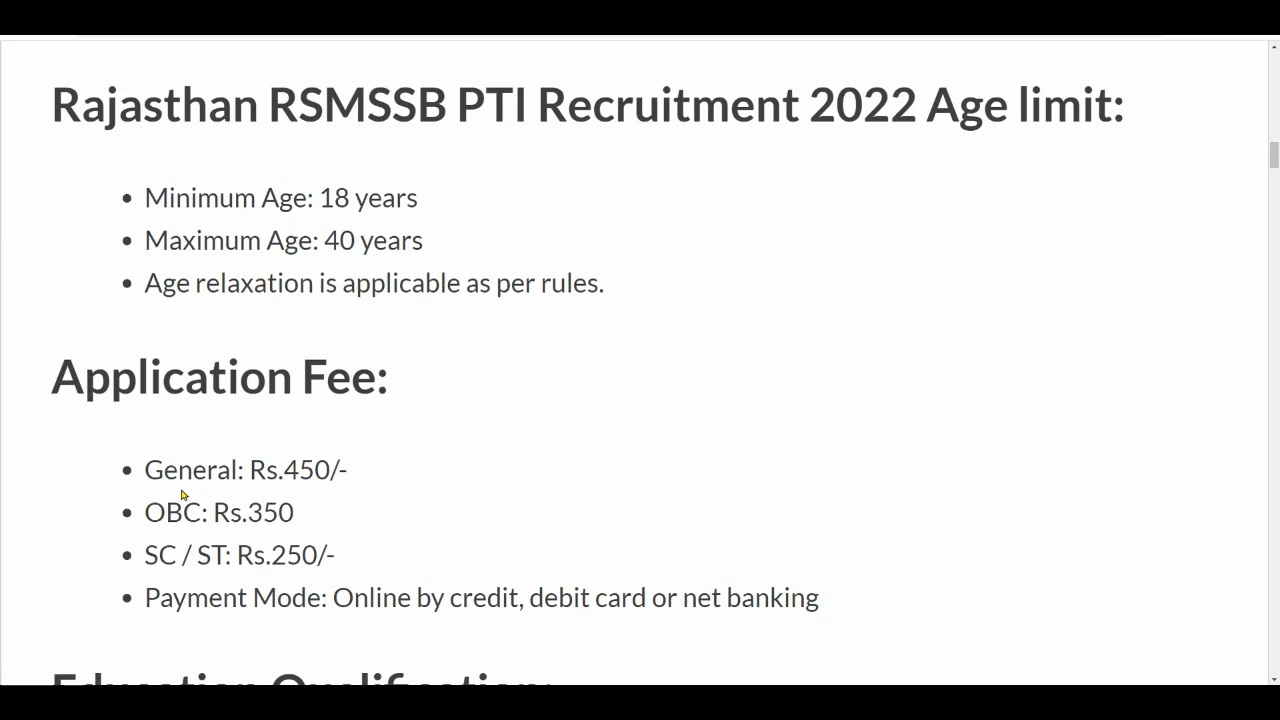 Rajasthan RSMSSB PTI Recruitment 2022 Age limit:
• Minimum Age: 18 years
• Maximum Age: 40 years
• Age relaxation is applicable as per rules.
Application Fee:
• General: Rs.450/-
• OBC: Rs.350
• SC / ST: Rs.250/-
• Payment Mode: Online by credit, debit card or net banking
Education Qualification: